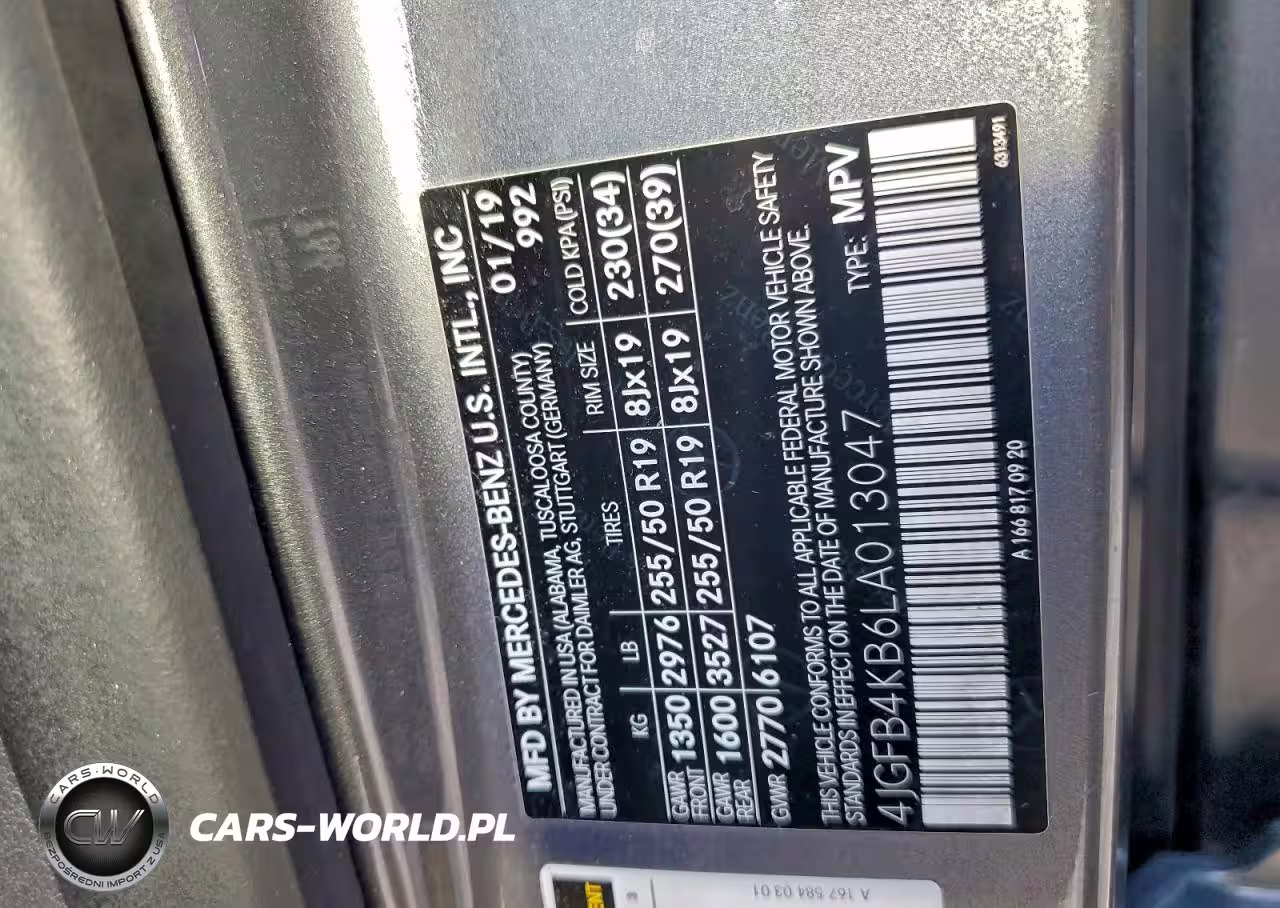 MFD BY MERCEDES-BENZ U.S. INTL., INC
MANUFACTURED IN USA (ALABAMA, TUSCALOOSA COUNTY) 01/19
UNDER CONTRACT FOR DAIMLER AG, STUTTGART (GERMANY) 992
KG LB TIRES RIM SIZE COLD KPA (PSI)
GAWR FRONT 1350 2976 255/50 R19 8Jx19 230(34)
GAWR REAR 1600 3527 255/50 R19 8Jx19 270(39)
GVWR 2770 6107
THIS VEHICLE CONFORMS TO ALL APPLICABLE FEDERAL MOTOR VEHICLE SAFETY
STANDARDS IN EFFECT ON THE DATE OF MANUFACTURE SHOWN ABOVE.
4JGFB4KB6LA013047 TYPE: MPV
A 166 817 09 20 6313491
A 167 584 03 01
CARS-WORLD
CW
BEZPOŚREDNI IMPORT Z USA
CARS-WORLD.PL